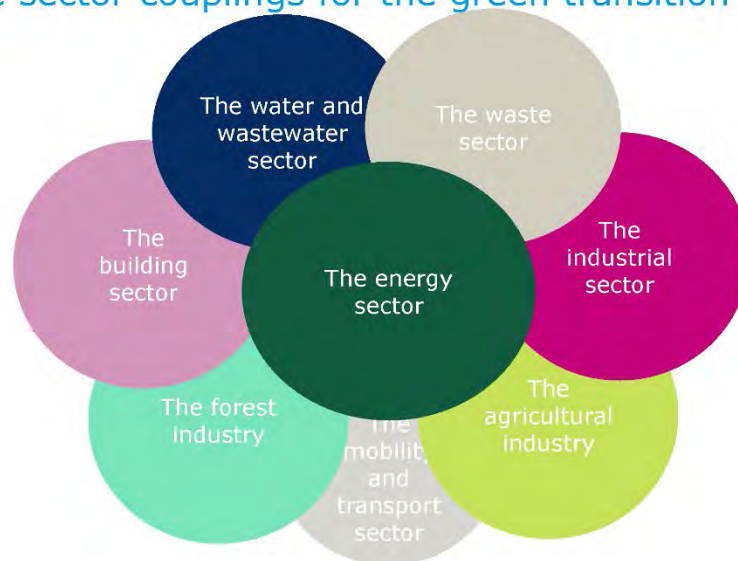 sector couplings for the green transition
The water and
wastewater
sector
The waste
sector
The
building
sector
The energy
sector
The
industrial
sector
The forest
industry
The
mobility
and
transport
sector
The
agricultural
industry